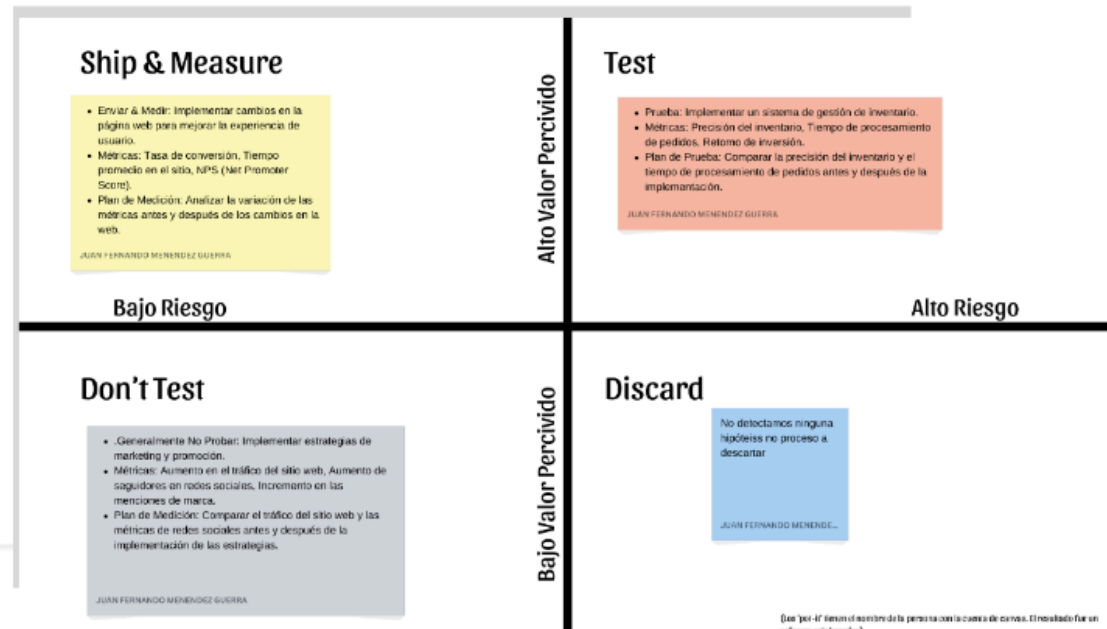 Ship & Measure
• Enviar & Medir: Implementar cambios en la
página web para mejorar la experiencia de
usuario.
• Métricas: Tasa de conversión, Tiempo
promedio en el sitio, NPS (Net Promoter
Score).
• Plan de Medición: Analizar la variación de las
métricas antes y después de los cambios en la
web.
JUAN FERNANDO MENENDEZ GUERRA
Alto Valor Percivido
Test
• Prueba: Implementar un sistema de gestión de inventario.
• Métricas: Precisión del inventario, Tiempo de procesamiento
de pedidos, Retorno de inversión.
• Plan de Prueba: Comparar la precisión del inventario y el
tiempo de procesamiento de pedidos antes y después de la
implementación.
JUAN FERNANDO MENENDEZ GUERRA
Bajo Riesgo
Alto Riesgo
Don't Test
• .Generalmente No Probar: Implementar estrategias de
marketing y promoción.
• Métricas: Aumento en el tráfico del sitio web, Aumento de
seguidores en redes sociales, Incremento en las
menciones de marca.
• Plan de Medición: Comparar el tráfico del sitio web y las
métricas de redes sociales antes y después de la
implementación de las estrategias.
JUAN FERNANDO MENENDEZ GUERRA
Bajo Valor Percivido
Discard
No detectamos ninguna
hipóteiss no proceso a
descartar
JUAN FERNANDO MENENDE...
(Los "post-it" tienen el nombre de la persona con la cuenta de canvas. El resultado fue un